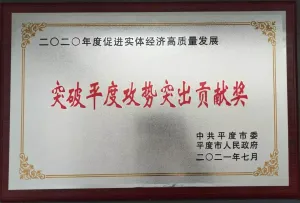 二〇二〇年度促进实体经济高质量发展
突破平度攻势突出贡献奖
中共平度市委
平度市人民政府
二〇二一年七月